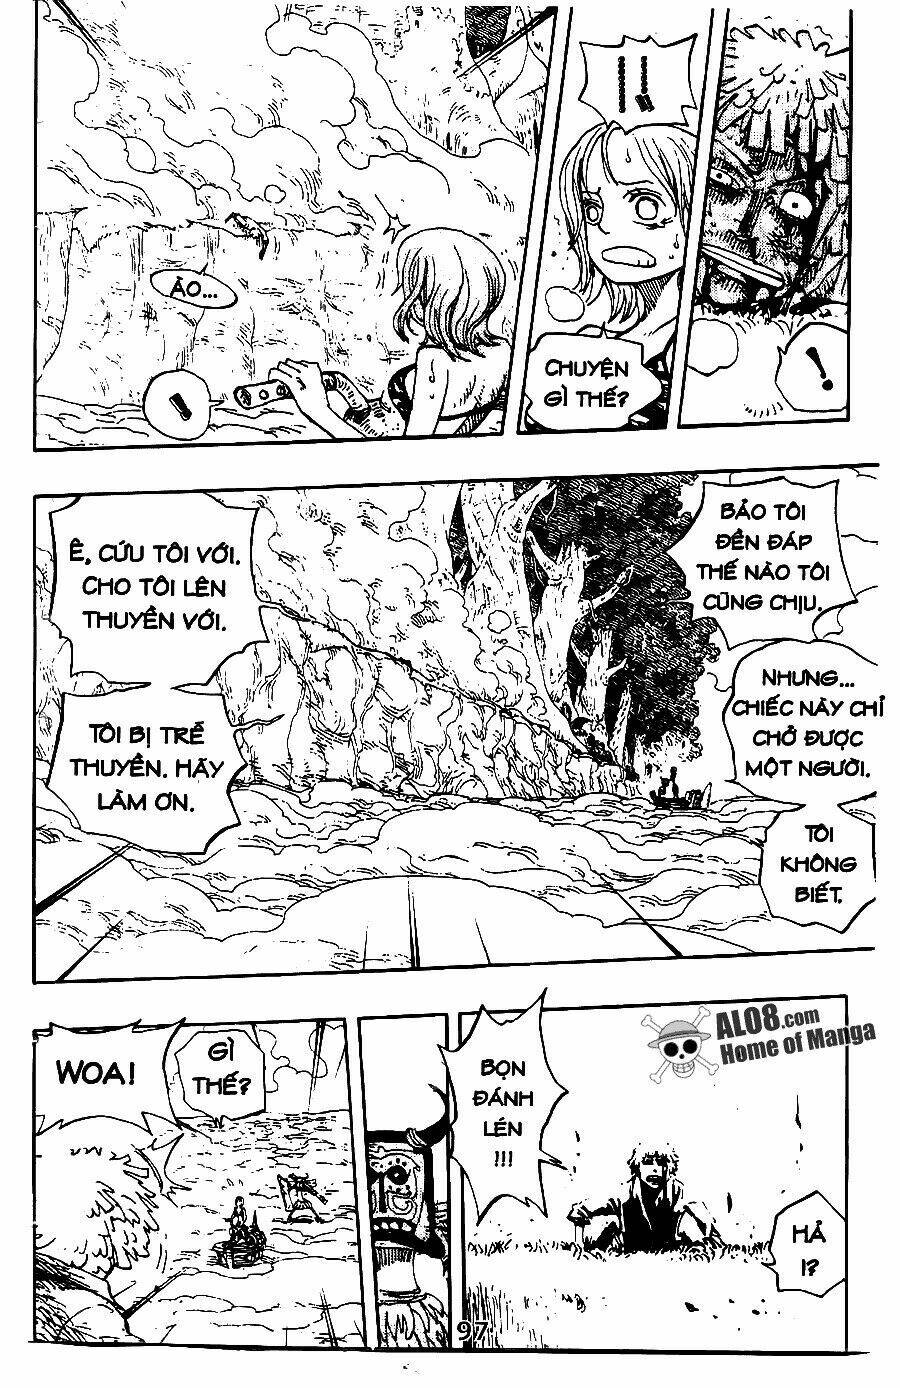 !!
ÀO...
!
CHUYỆN
GÌ THẾ?
!
Ê, CỨU TÔI VỚI.
CHO TÔI LÊN
THUYỀN VỚI.
TÔI BỊ TRỄ
THUYỀN. HÃY
LÀM ƠN.
BẢO TÔI
ĐỀN ĐÁP
THẾ NÀO TÔI
CŨNG CHỊU.
NHƯNG...
CHIẾC NÀY CHỈ
CHỞ ĐƯỢC
MỘT NGƯỜI.
TÔI
KHÔNG
BIẾT.
WOA!
GÌ
THẾ?
BỌN
ĐÁNH
LÉN
!!!
HẢ
!?
ALO8.com
Home of Manga
97